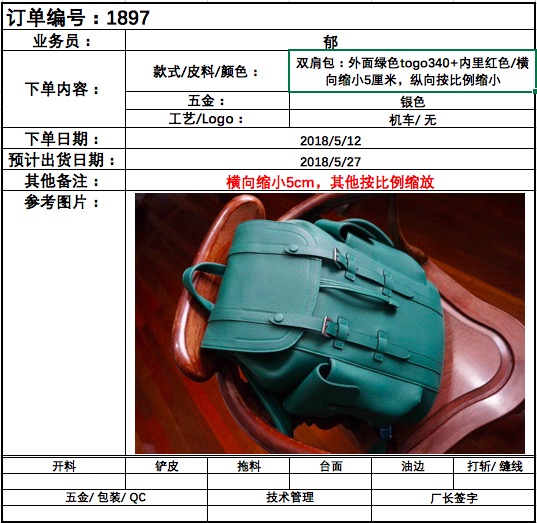 订单编号：1897
业务员：
郁
下单内容：
款式/皮料/颜色：
双肩包：外面绿色togo340+内里红色/横
向缩小5厘米，纵向按比例缩小
五金：
银色
工艺/Logo：
机车/ 无
下单日期：
2018/5/12
预计出货日期：
2018/5/27
其他备注：
横向缩小5cm，其他按比例缩放
参考图片：
开料
铲皮
拖料
台面
油边
打斩/ 缝线
五金/ 包装/ QC
技术管理
厂长签字